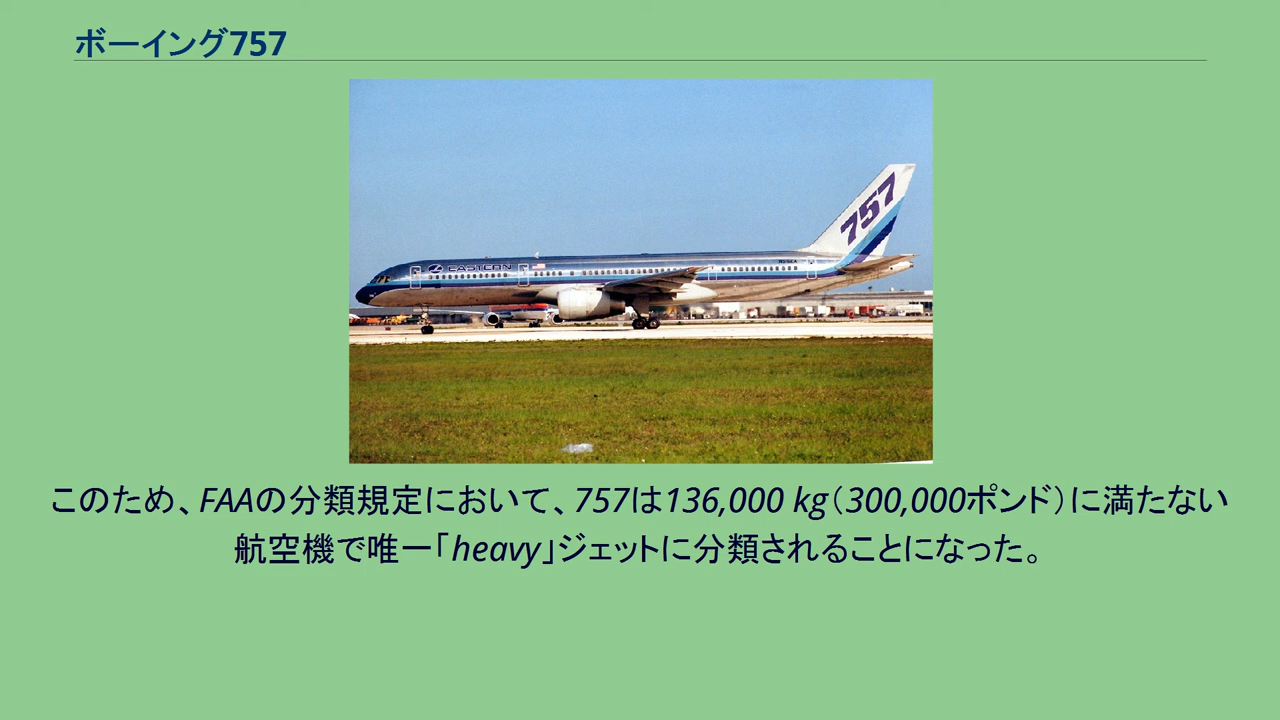 ボーイング757
757
EASTERN
このため、FAAの分類規定において、757は136,000 kg（300,000ポンド）に満たない
航空機で唯一「heavy」ジェットに分類されることになった。